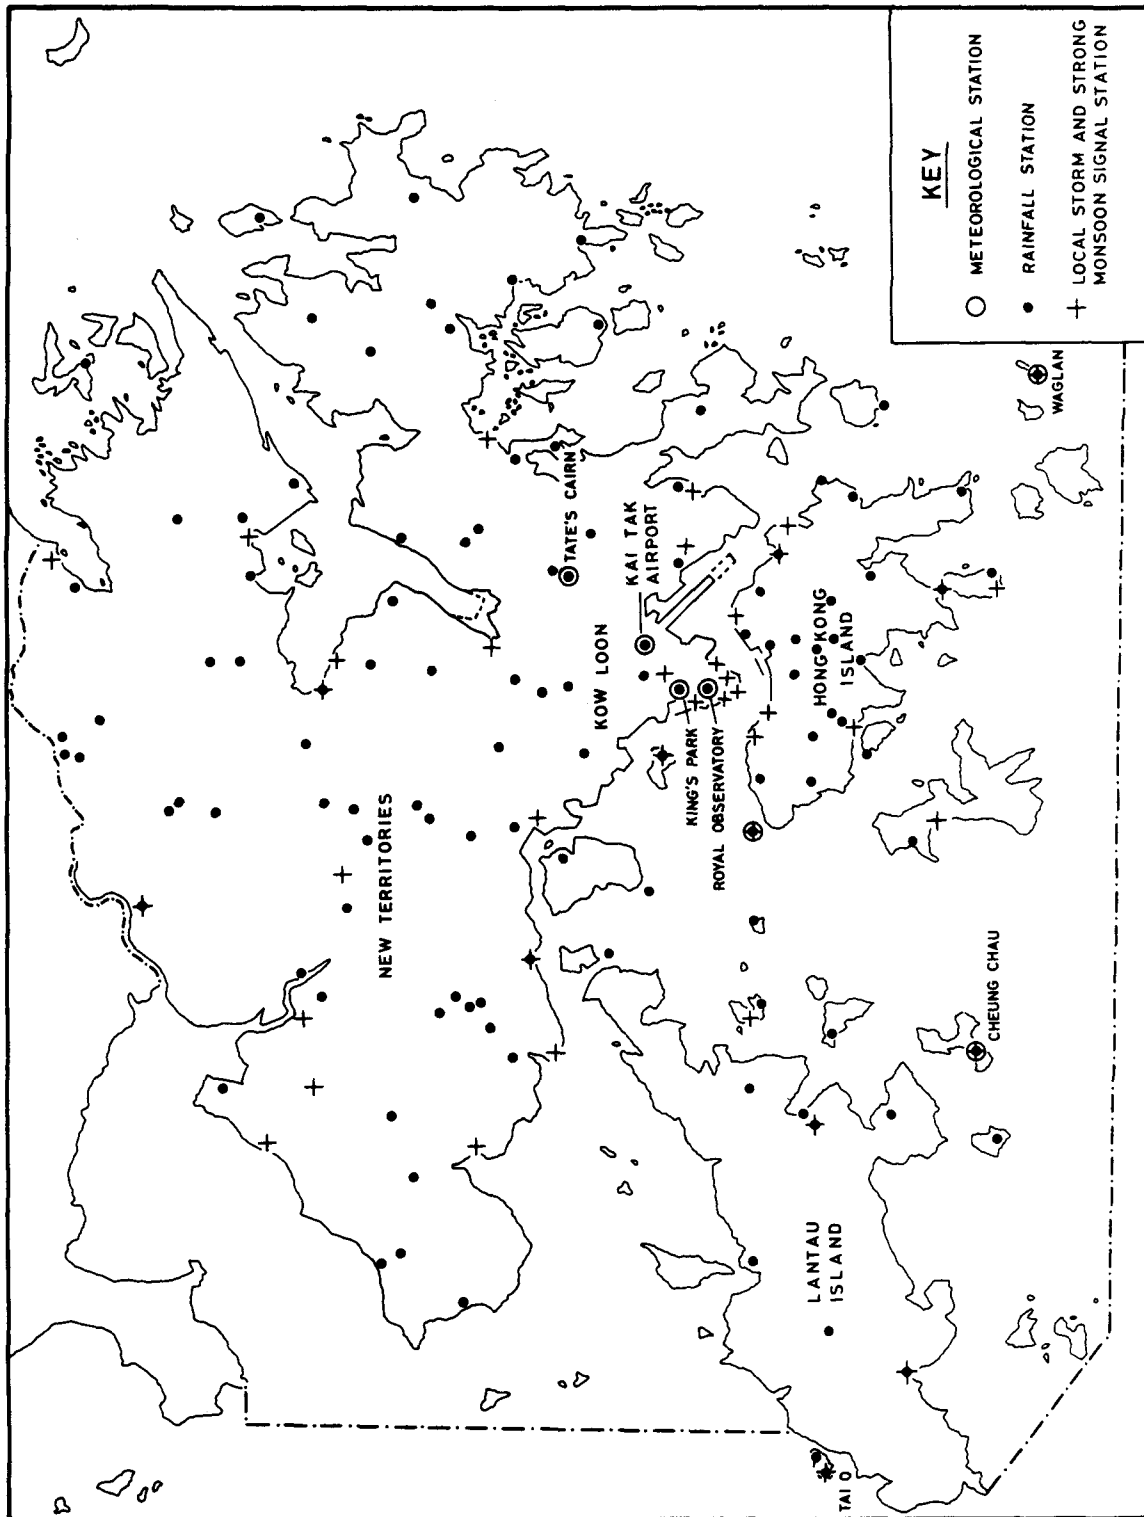 NEW TERRITORIES
KOW LOON
TATE'S CAIRN
KAI TAK
AIRPORT
KING'S PARK
ROYAL OBSERVATORY
HONG KONG
ISLAND
LANTAU
ISLAND
TAI O
CHEUNG CHAU
WAGLAN
KEY
METEOROLOGICAL STATION
RAINFALL STATION
LOCAL STORM AND STRONG
MONSOON SIGNAL STATION